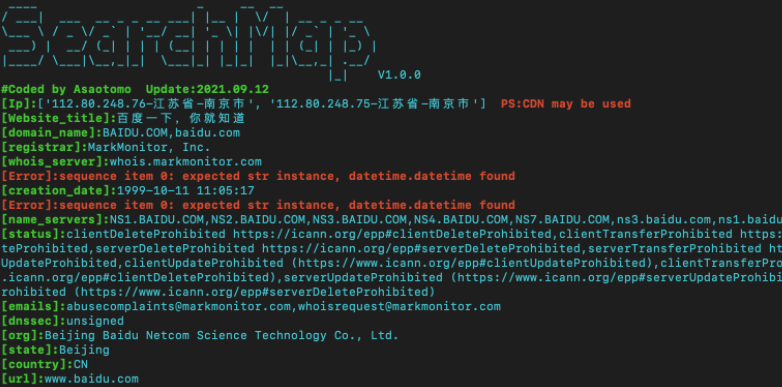 SearchMap
V1.0.0
#Coded by Asaotomo  Update:2021.09.12
[Ip]:['112.80.248.76-江苏省-南京市', '112.80.248.75-江苏省-南京市']  PS:CDN may be used
[Website_title]:百度一下，你就知道
[domain_name]:BAIDU.COM,baidu.com
[registrar]:MarkMonitor, Inc.
[whois_server]:whois.markmonitor.com
[Error]:sequence item 0: expected str instance, datetime.datetime found
[creation_date]:1999-10-11 11:05:17
[Error]:sequence item 0: expected str instance, datetime.datetime found
[name_servers]:NS1.BAIDU.COM,NS2.BAIDU.COM,NS3.BAIDU.COM,NS4.BAIDU.COM,NS7.BAIDU.COM,ns3.baidu.com,ns1.baidu
[status]:clientDeleteProhibited https://icann.org/epp#clientDeleteProhibited,clientTransferProhibited https:
teProhibited,serverDeleteProhibited https://icann.org/epp#serverDeleteProhibited,serverTransferProhibited ht
UpdateProhibited,clientUpdateProhibited (https://www.icann.org/epp#clientUpdateProhibited),clientTransferPro
.icann.org/epp#clientDeleteProhibited),serverUpdateProhibited (https://www.icann.org/epp#serverUpdateProhibi
rohibited (https://www.icann.org/epp#serverDeleteProhibited)
[emails]:abusecomplaints@markmonitor.com,whoisrequest@markmonitor.com
[dnssec]:unsigned
[org]:Beijing Baidu Netcom Science Technology Co., Ltd.
[state]:Beijing
[country]:CN
[url]:www.baidu.com